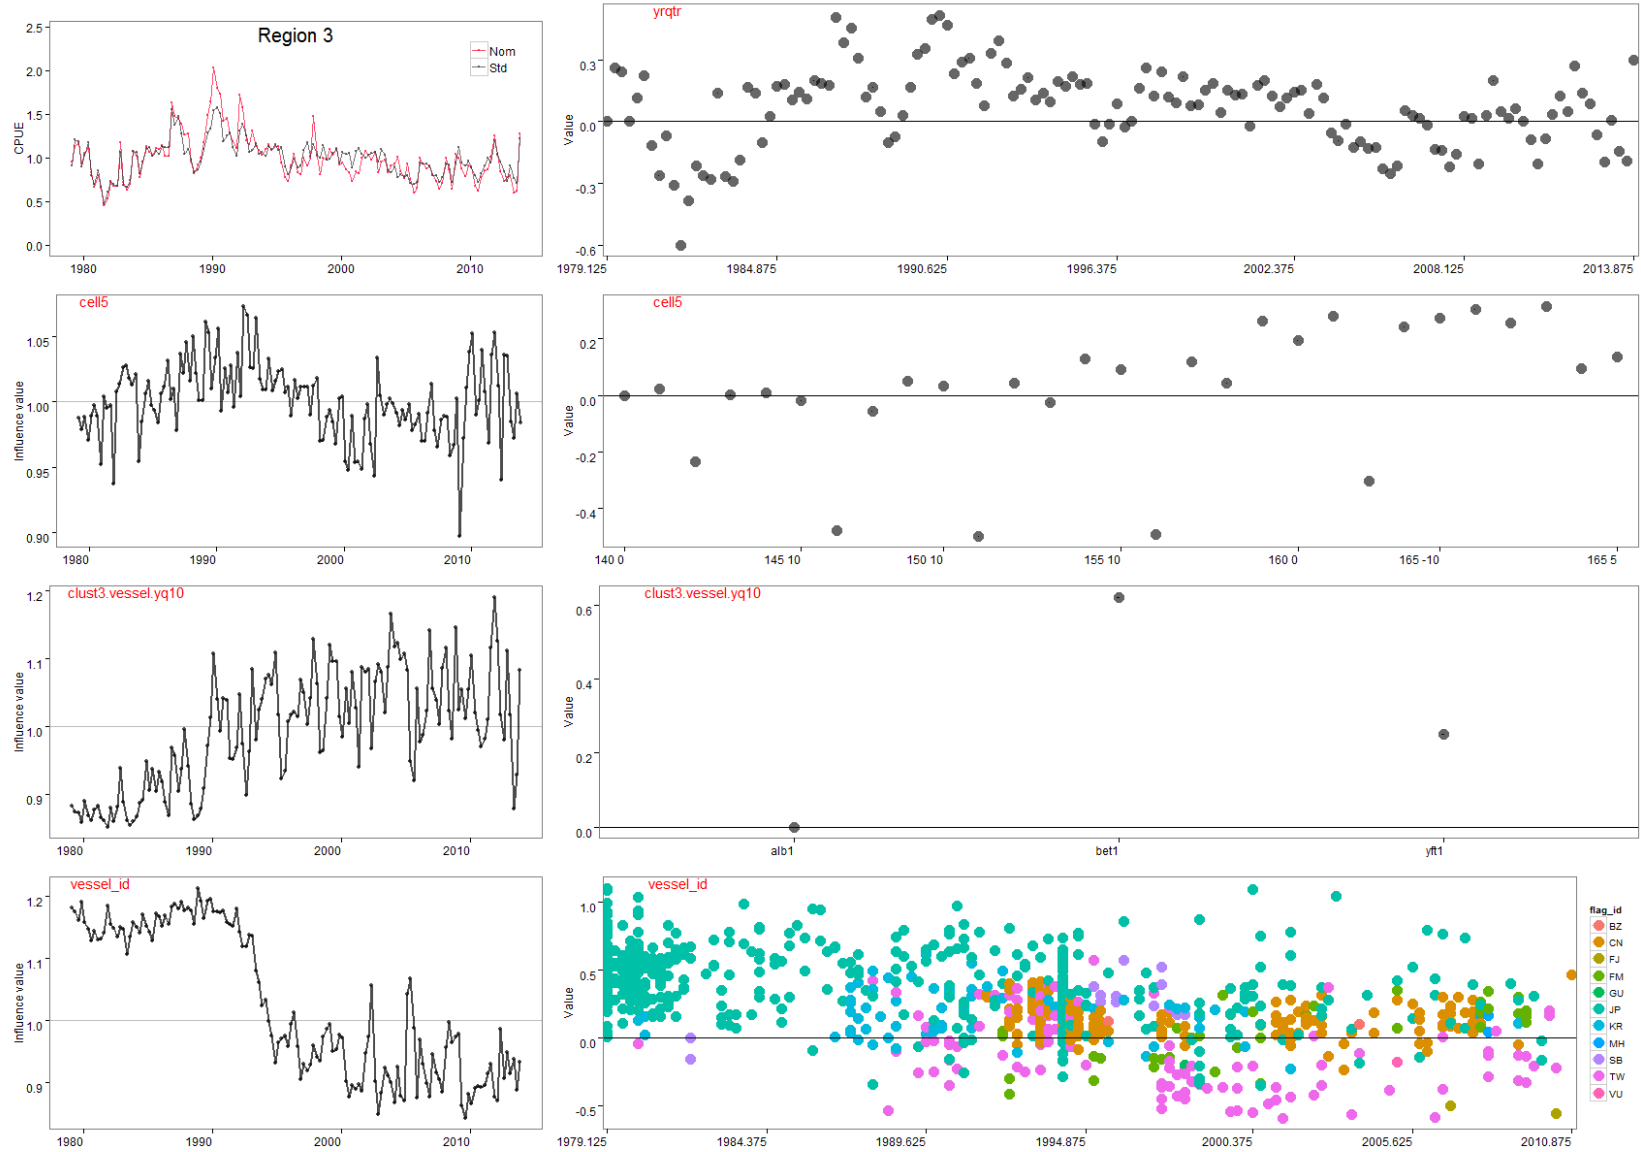 Region 3
Nom
Std
CPUE
2.5
2.0
1.5
1.0
0.5
0.0
1980 1990 2000 2010
yrqtr
Value
0.3
0.0
-0.3
-0.6
1979.125 1984.875 1990.625 1996.375 2002.375 2008.125 2013.875
cell5
Influence value
1.05
1.00
0.95
0.90
1980 1990 2000 2010
cell5
Value
0.2
0.0
-0.2
-0.4
140 0 145 10 150 10 155 10 160 0 165 -10 165 5
clust3.vessel.yq10
Influence value
1.2
1.1
1.0
0.9
1980 1990 2000 2010
clust3.vessel.yq10
Value
0.6
0.4
0.2
0.0
alb1 bet1 yft1
vessel_id
Influence value
1.2
1.1
1.0
0.9
1980 1990 2000 2010
vessel_id
Value
1.0
0.5
0.0
-0.5
1979.125 1984.375 1989.625 1994.875 2000.375 2005.625 2010.875
flag_id
BZ
CN
FJ
FM
GU
JP
KR
MH
SB
TW
VU